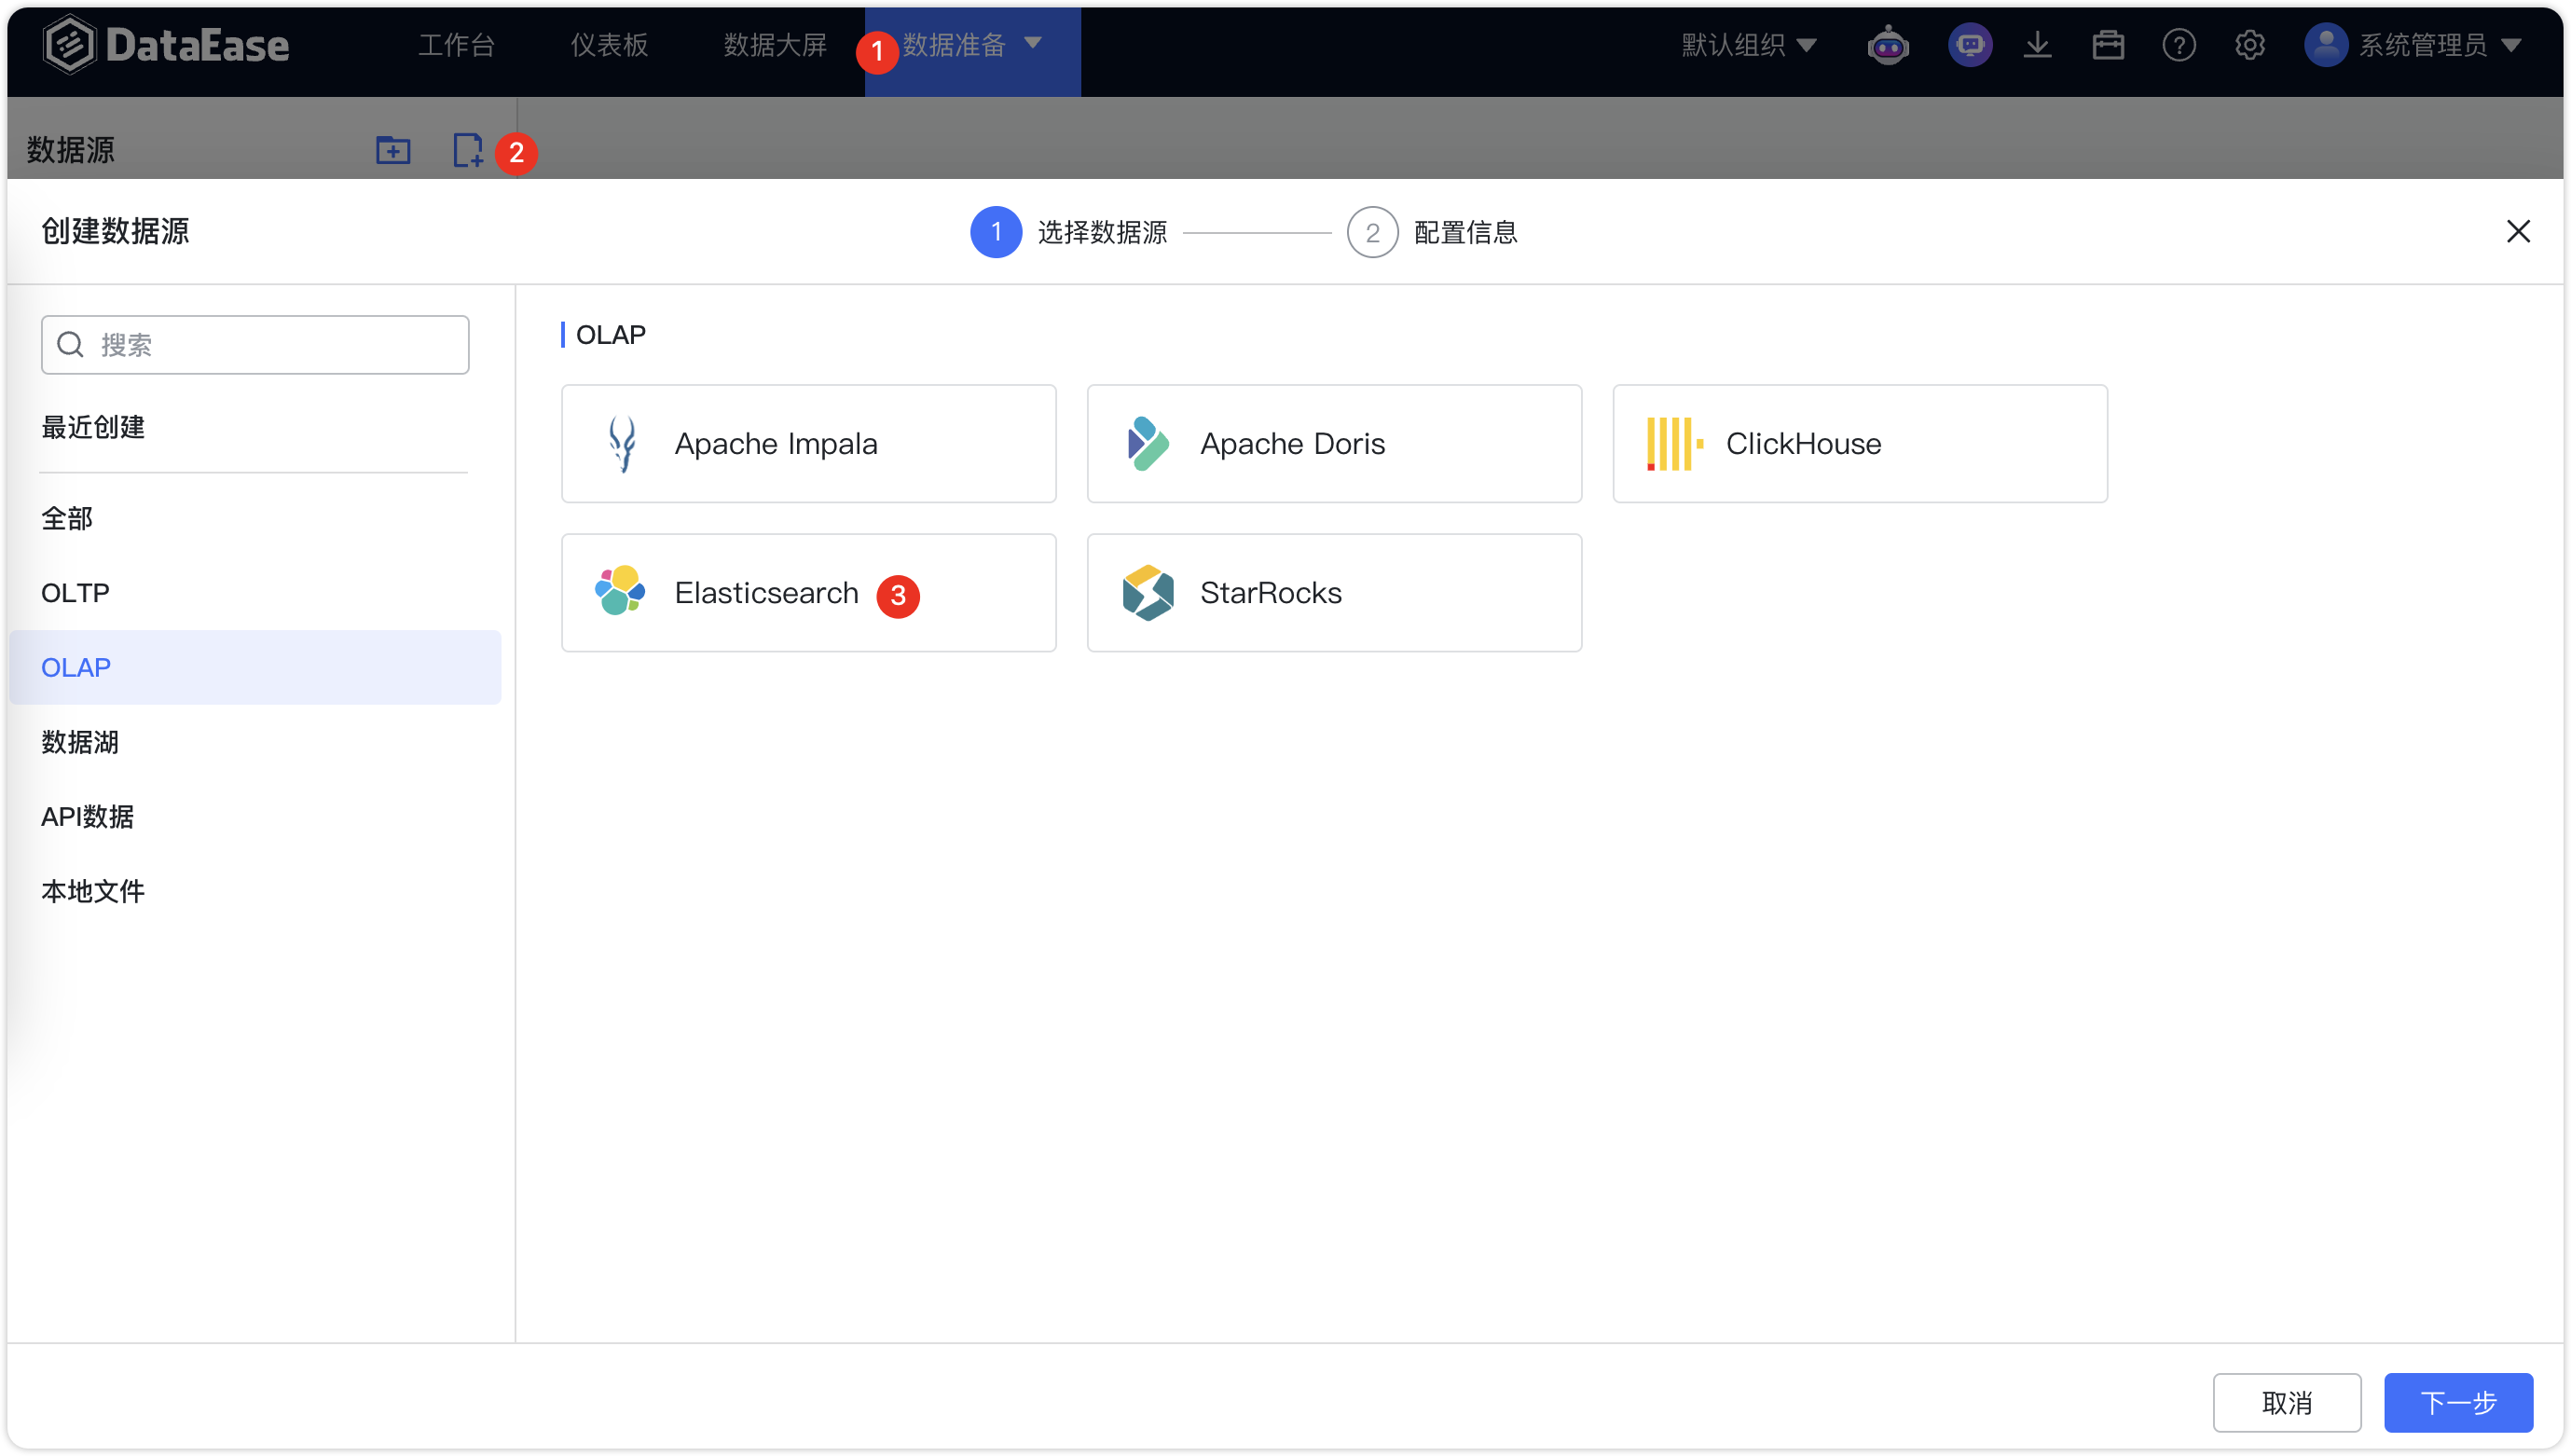 DataEase 工作台 仪表板 数据大屏 1 数据准备 默认组织 系统管理员
数据源 2
创建数据源 1 选择数据源 2 配置信息
搜索
最近创建
全部
OLTP
OLAP
数据湖
API数据
本地文件
OLAP
Apache Impala Apache Doris ClickHouse
Elasticsearch 3 StarRocks
取消 下一步